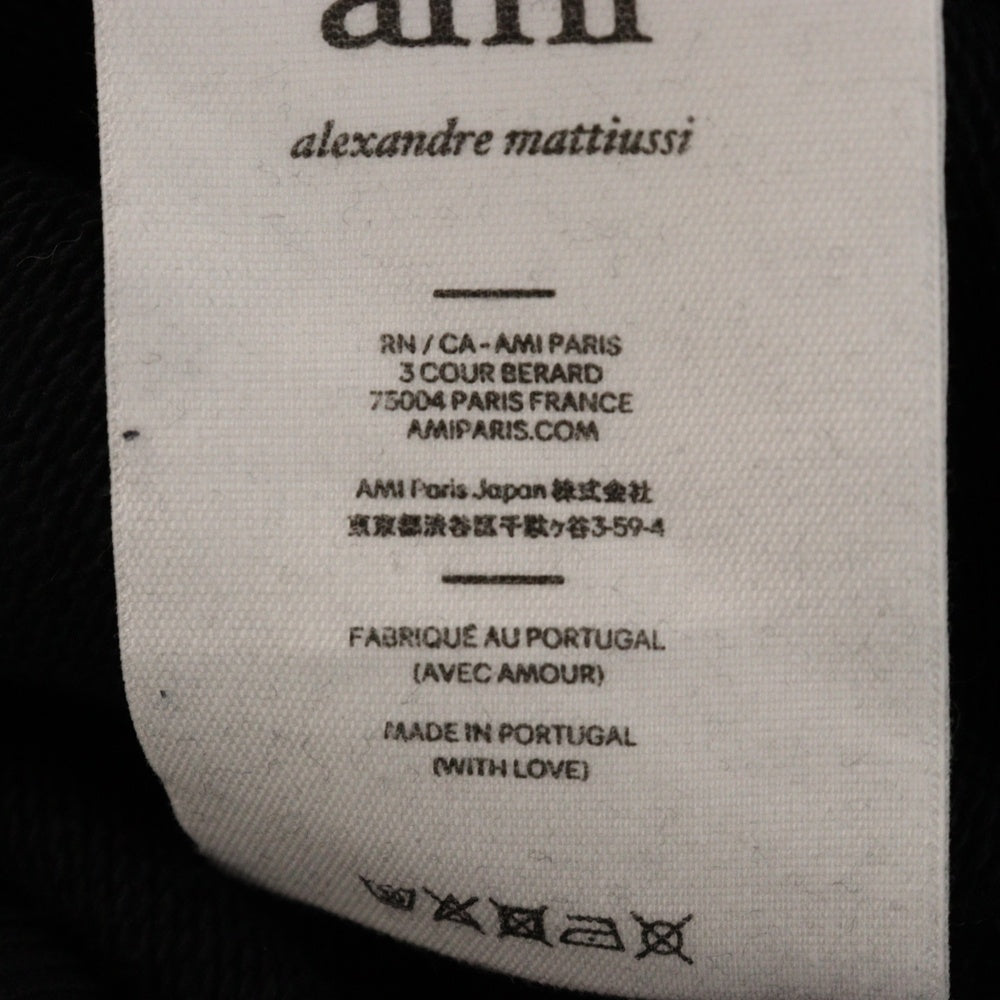 ami
alexandre mattiussi
RN / CA - AMI PARIS
3 COUR BERARD
75004 PARIS FRANCE
AMIPARIS.COM
AMI Paris Japan 株式会社
東京都渋谷区千駄ヶ谷3-59-4
FABRIQUÉ AU PORTUGAL
(AVEC AMOUR)
MADE IN PORTUGAL
(WITH LOVE)